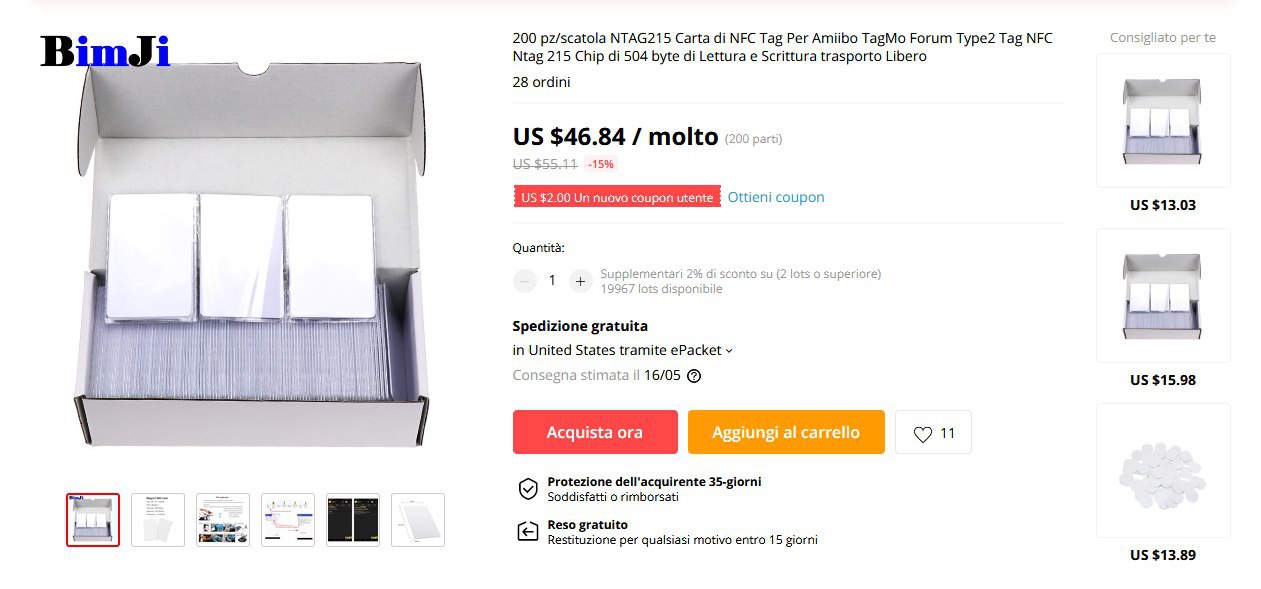 BimJi
200 pz/scatola NTAG215 Carta di NFC Tag Per Amiibo TagMo Forum Type2 Tag NFC
Ntag 215 Chip di 504 byte di Lettura e Scrittura trasporto Libero
28 ordini
US $46.84 / molto (200 parti)
US $55.11 -15%
US $2.00 Un nuovo coupon utente Ottieni coupon
Quantità:
1
Supplementari 2% di sconto su (2 lots o superiore)
19967 lots disponibile
Spedizione gratuita
in United States tramite ePacket
Consegna stimata il 16/05
Acquista ora
Aggiungi al carrello
11
Protezione dell'acquirente 35-giorni
Soddisfatti o rimborsati
Reso gratuito
Restituzione per qualsiasi motivo entro 15 giorni
Consigliato per te
US $13.03
US $15.98
US $13.89